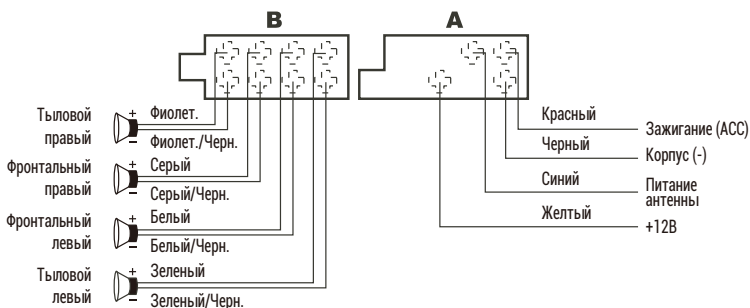 B
A
Тыловой
правый
+
−
Фиолет.
Фиолет./Черн.
Фронтальный
правый
+
−
Серый
Серый/Черн.
Фронтальный
левый
+
−
Белый
Белый/Черн.
Тыловой
левый
+
−
Зеленый
Зеленый/Черн.
Красный
Зажигание (ACC)
Черный
Корпус (-)
Синий
Питание
антенны
Желтый
+12В